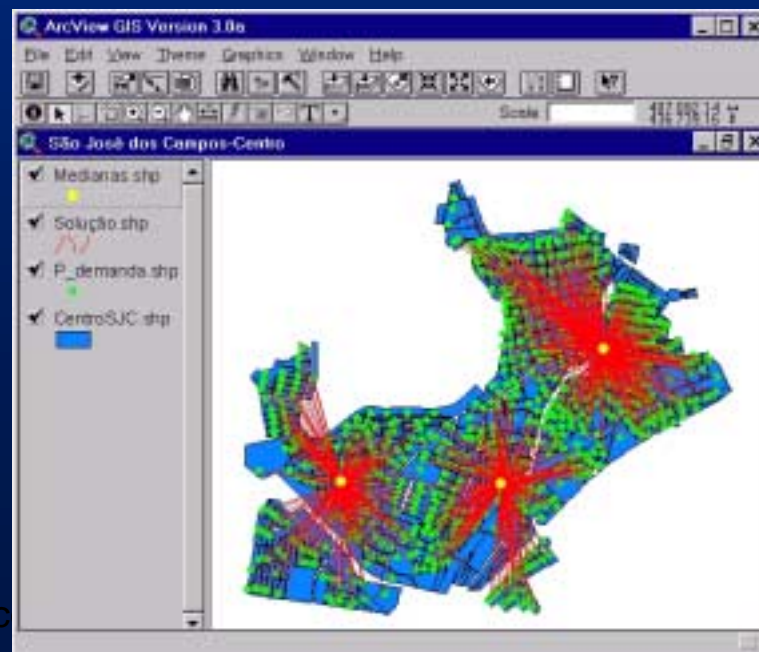 ArcView GIS Version 3.0a
File Edit View Theme Graphics Window Help
Scale
São José dos Campos-Centro
Medianas.shp
Solução.shp
P_demanda.shp
CentroSJC.shp